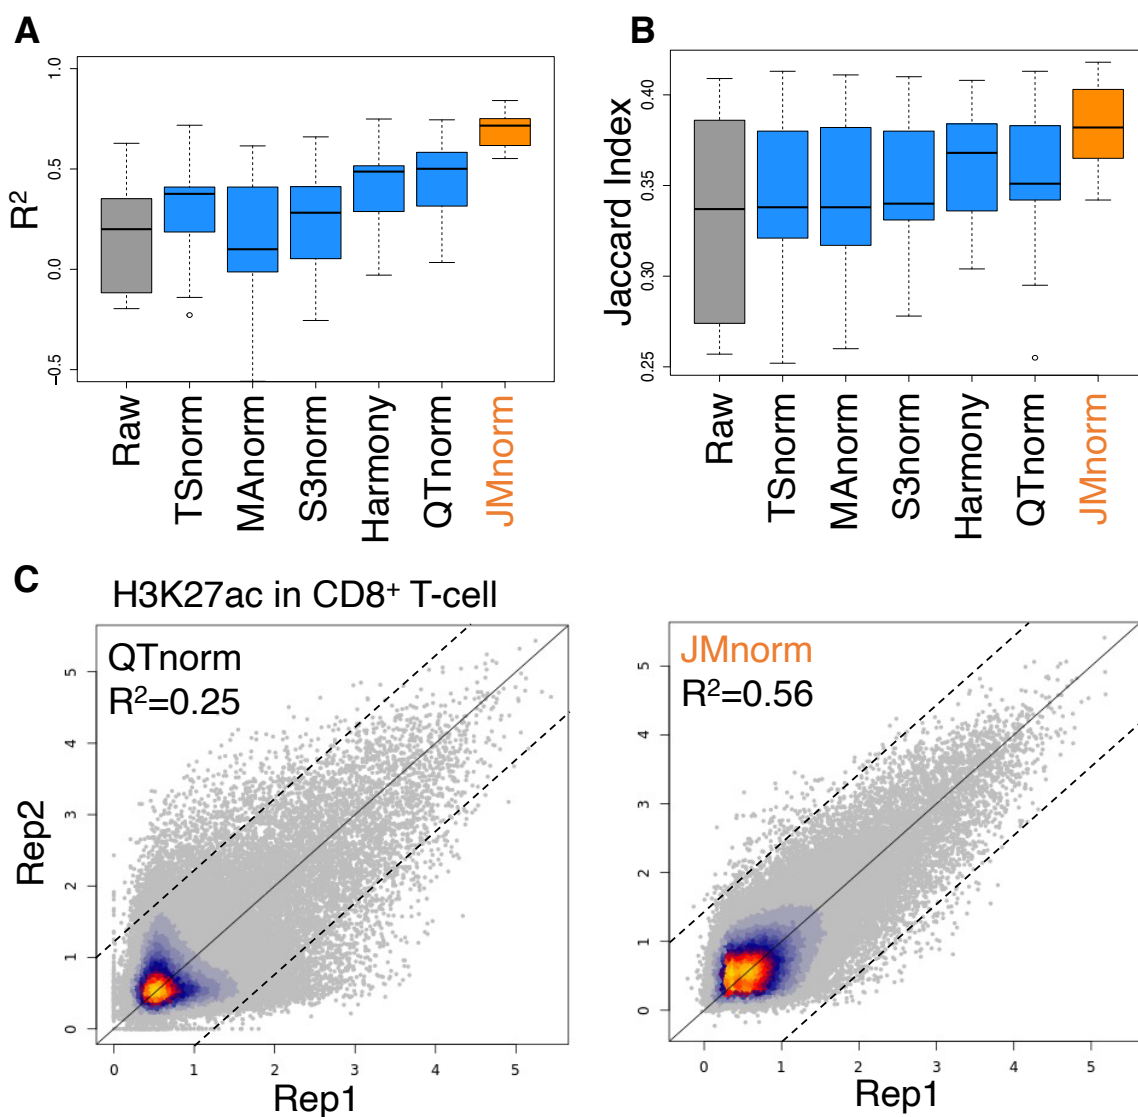 A
R²
1.0
0.5
0.0
−0.5
Raw
TSnorm
MAnorm
S3norm
Harmony
QTnorm
JMnorm
B
Jaccard Index
0.40
0.35
0.30
0.25
Raw
TSnorm
MAnorm
S3norm
Harmony
QTnorm
JMnorm
C
H3K27ac in CD8⁺ T-cell
QTnorm
R²=0.25
Rep2
5
4
3
2
1
0
0 1 2 3 4 5
Rep1
JMnorm
R²=0.56
5
4
3
2
1
0
0 1 2 3 4 5
Rep1